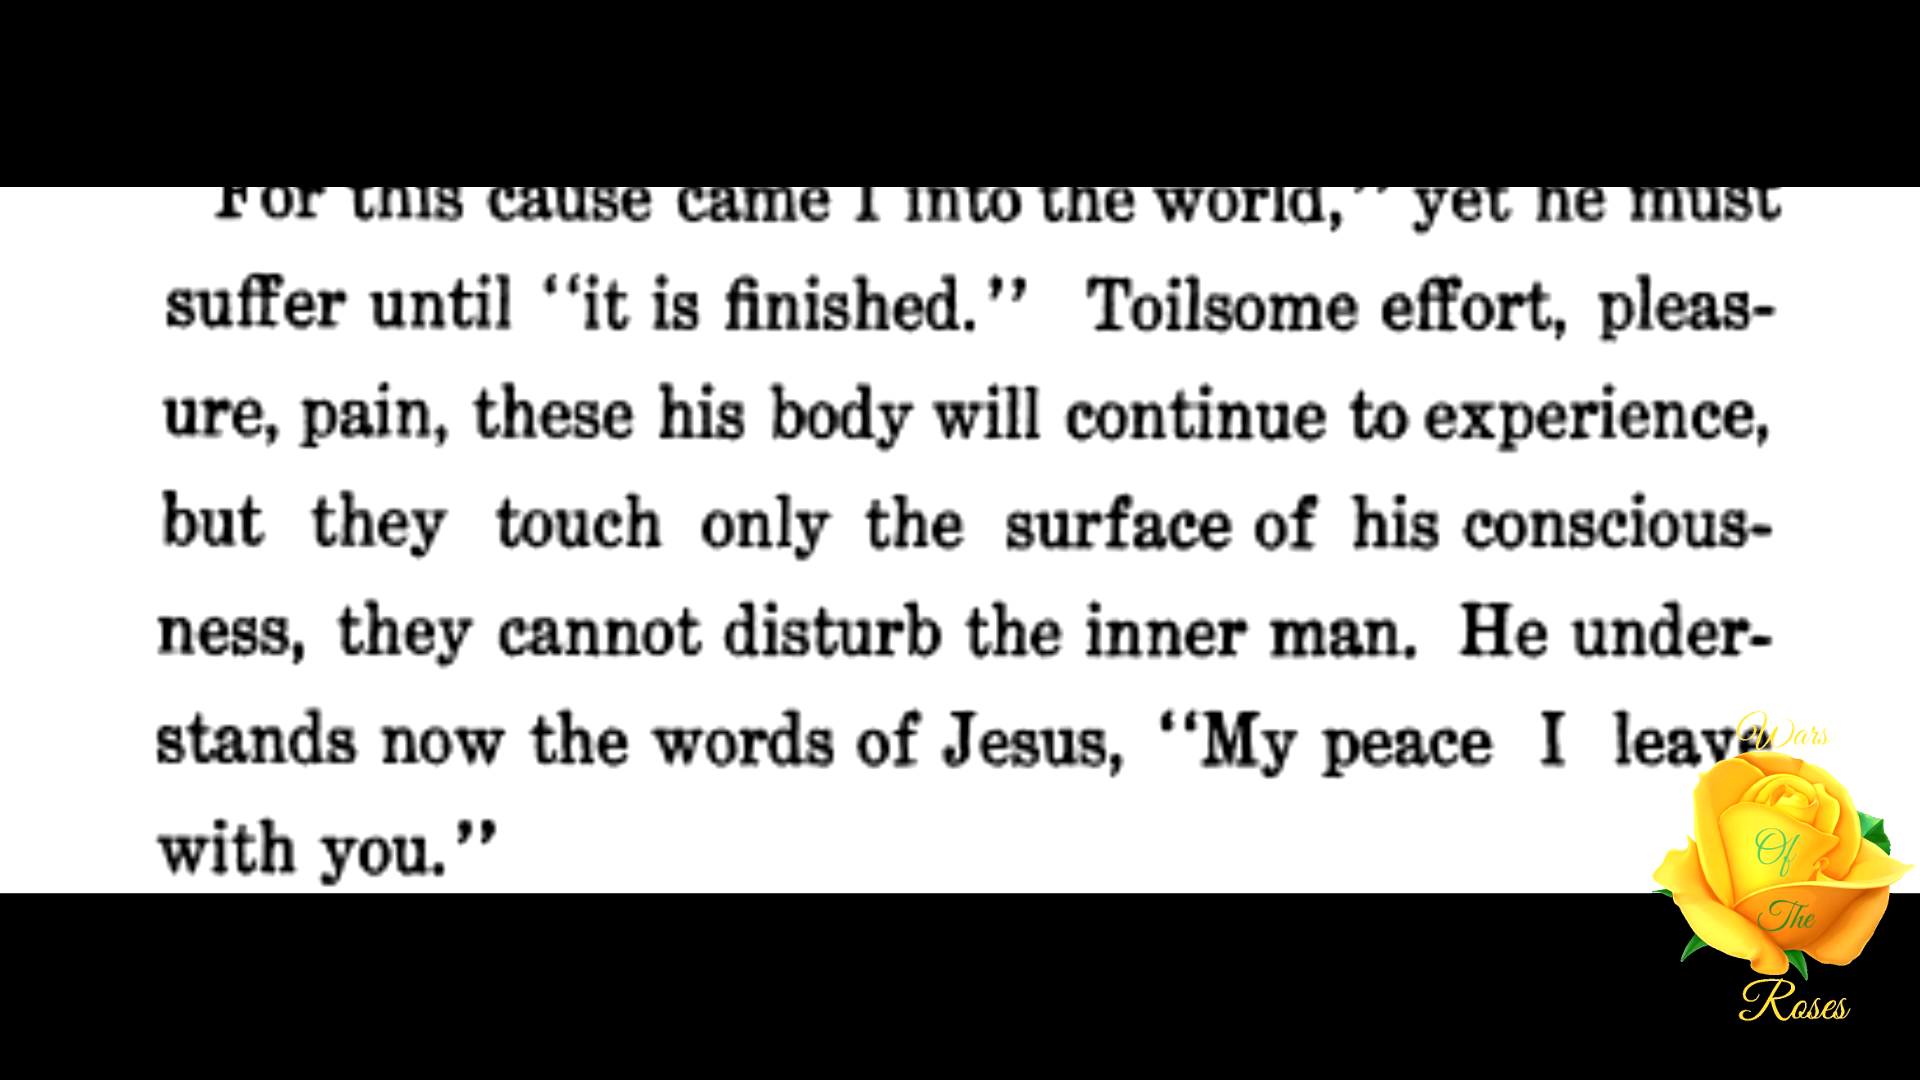 For this cause came I into the world,” yet he must
suffer until “it is finished.” Toilsome effort, pleas-
ure, pain, these his body will continue to experience,
but they touch only the surface of his conscious-
ness, they cannot disturb the inner man. He under-
stands now the words of Jesus, “My peace I leave
with you.”
Wars
Of
The
Roses